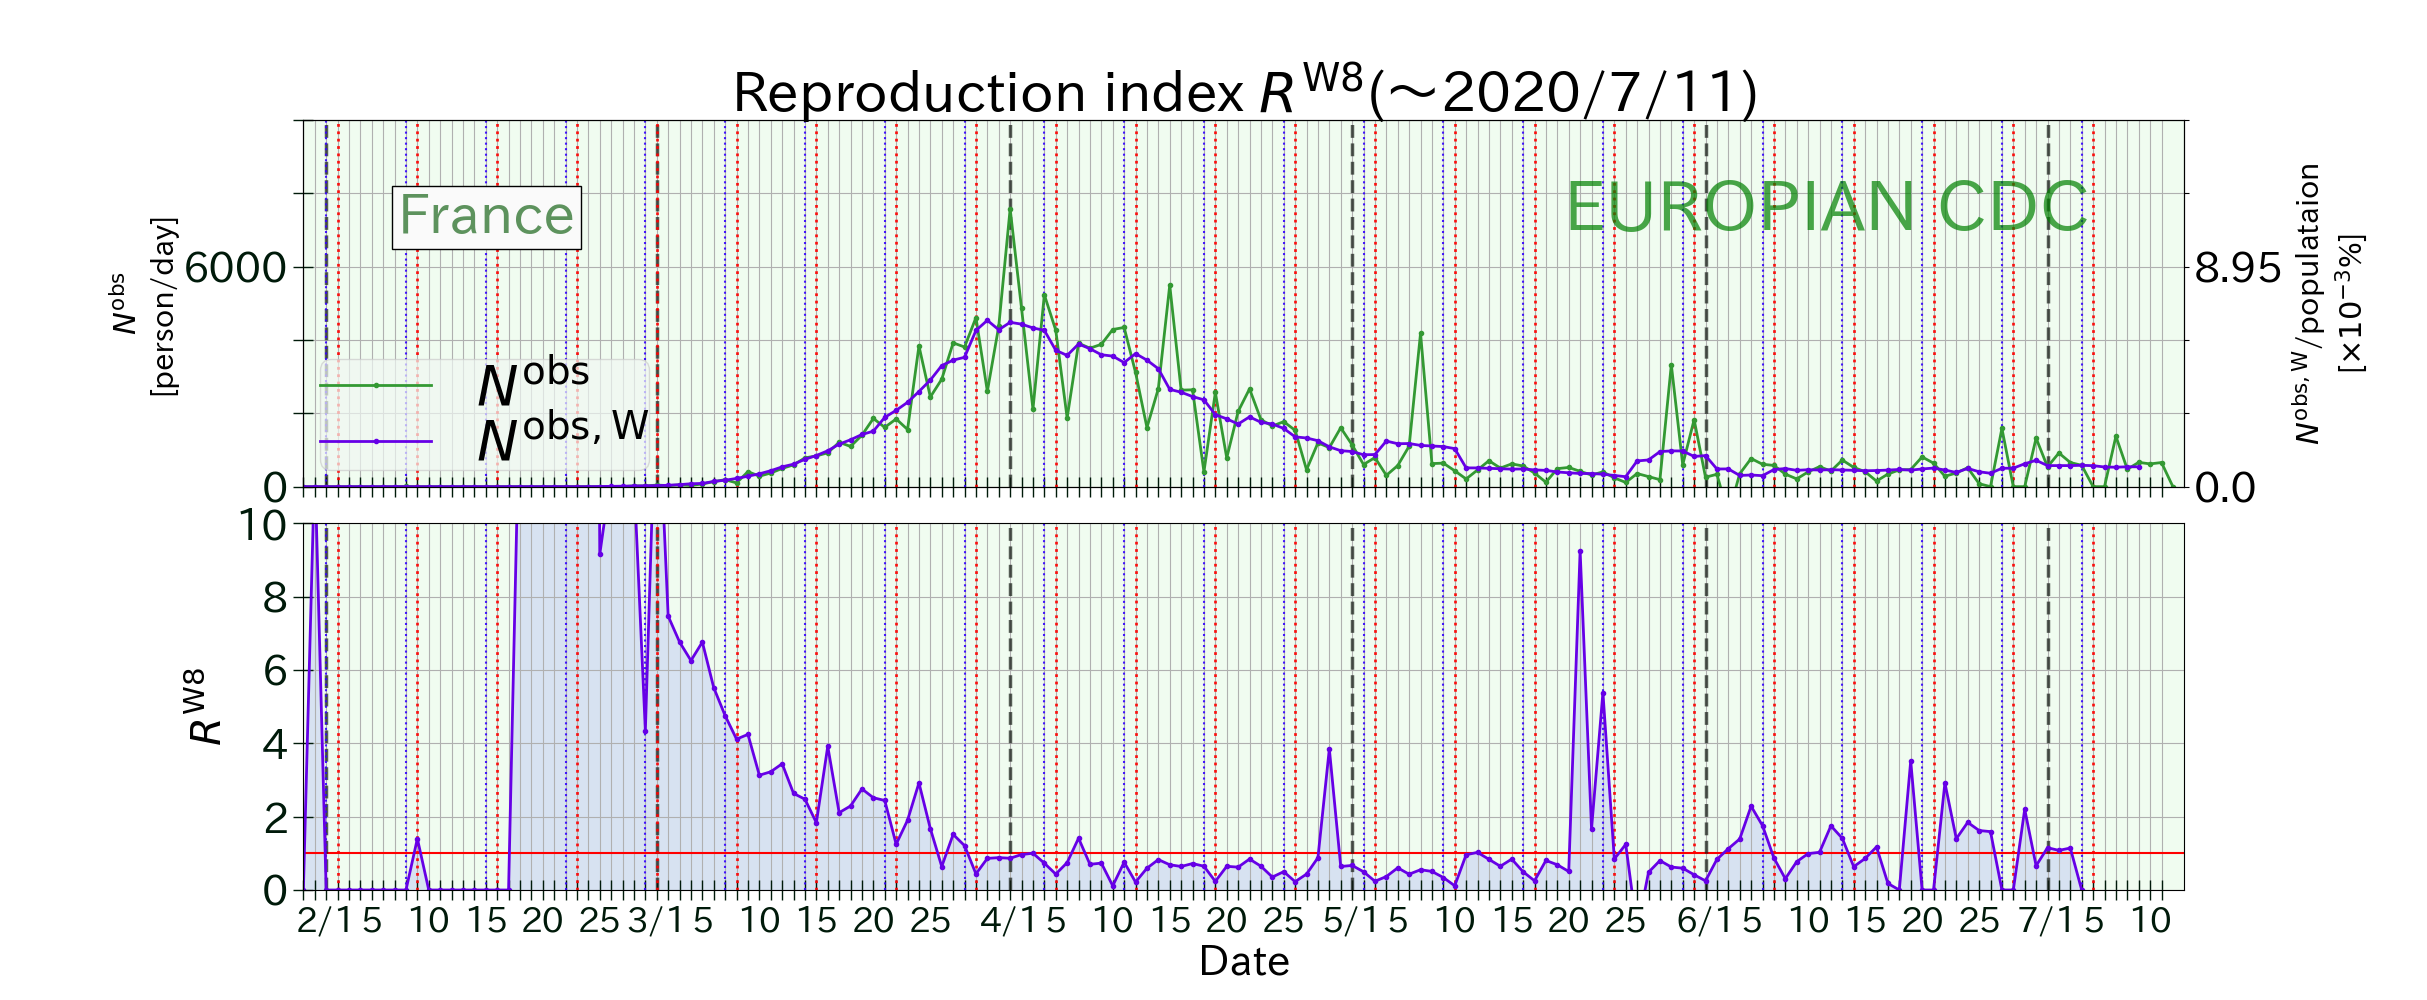 Reproduction index R^W8(~2020/7/11)
France
EUROPIAN CDC
N^obs
[person/day]
6000
0
N^obs
N^obs, W
8.95
0.0
N^obs, W/populataion
[×10^−3%]
10
8
6
4
2
0
R^W8
2/1 5 10 15 20 25 3/1 5 10 15 20 25 4/1 5 10 15 20 25 5/1 5 10 15 20 25 6/1 5 10 15 20 25 7/1 5 10
Date